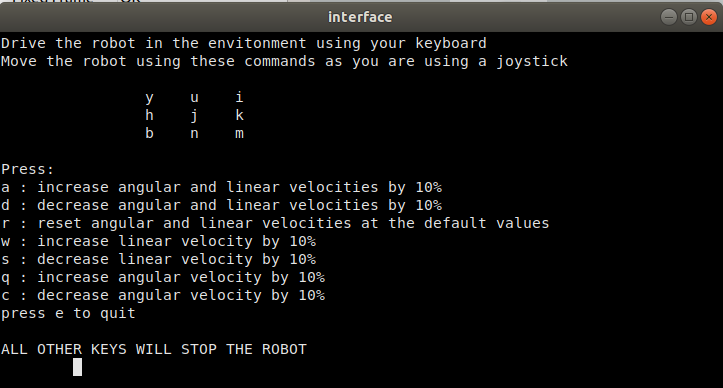 interface
Drive the robot in the envitonment using your keyboard
Move the robot using these commands as you are using a joystick
y u i
h j k
b n m
Press:
a : increase angular and linear velocities by 10%
d : decrease angular and linear velocities by 10%
r : reset angular and linear velocities at the default values
w : increase linear velocity by 10%
s : decrease linear velocity by 10%
q : increase angular velocity by 10%
c : decrease angular velocity by 10%
press e to quit
ALL OTHER KEYS WILL STOP THE ROBOT